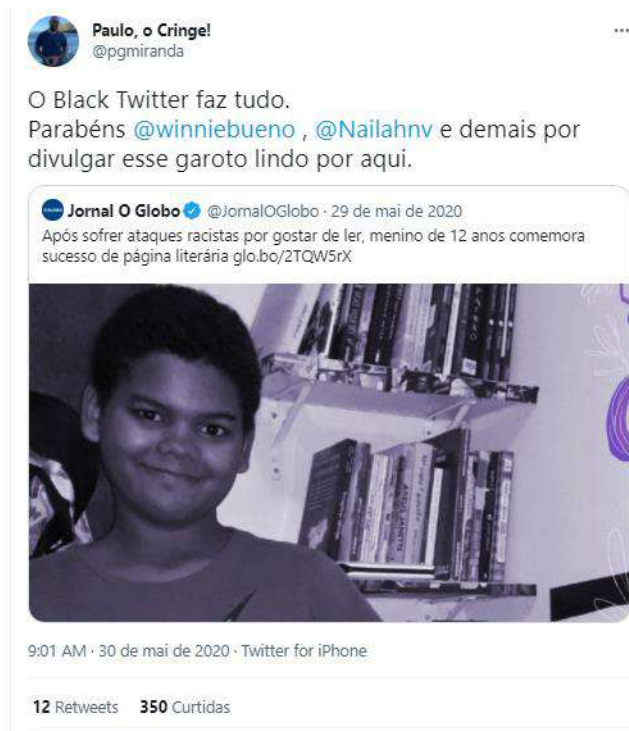 Paulo, o Cringe!
@pgmiranda
O Black Twitter faz tudo.
Parabéns @winniebueno , @Nailahnv e demais por
divulgar esse garoto lindo por aqui.
Jornal O Globo @JornalOGlobo · 29 de mai de 2020
Após sofrer ataques racistas por gostar de ler, menino de 12 anos comemora
sucesso de página literária glo.bo/2TQW5rX
9:01 AM · 30 de mai de 2020 · Twitter for iPhone
12 Retweets 350 Curtidas